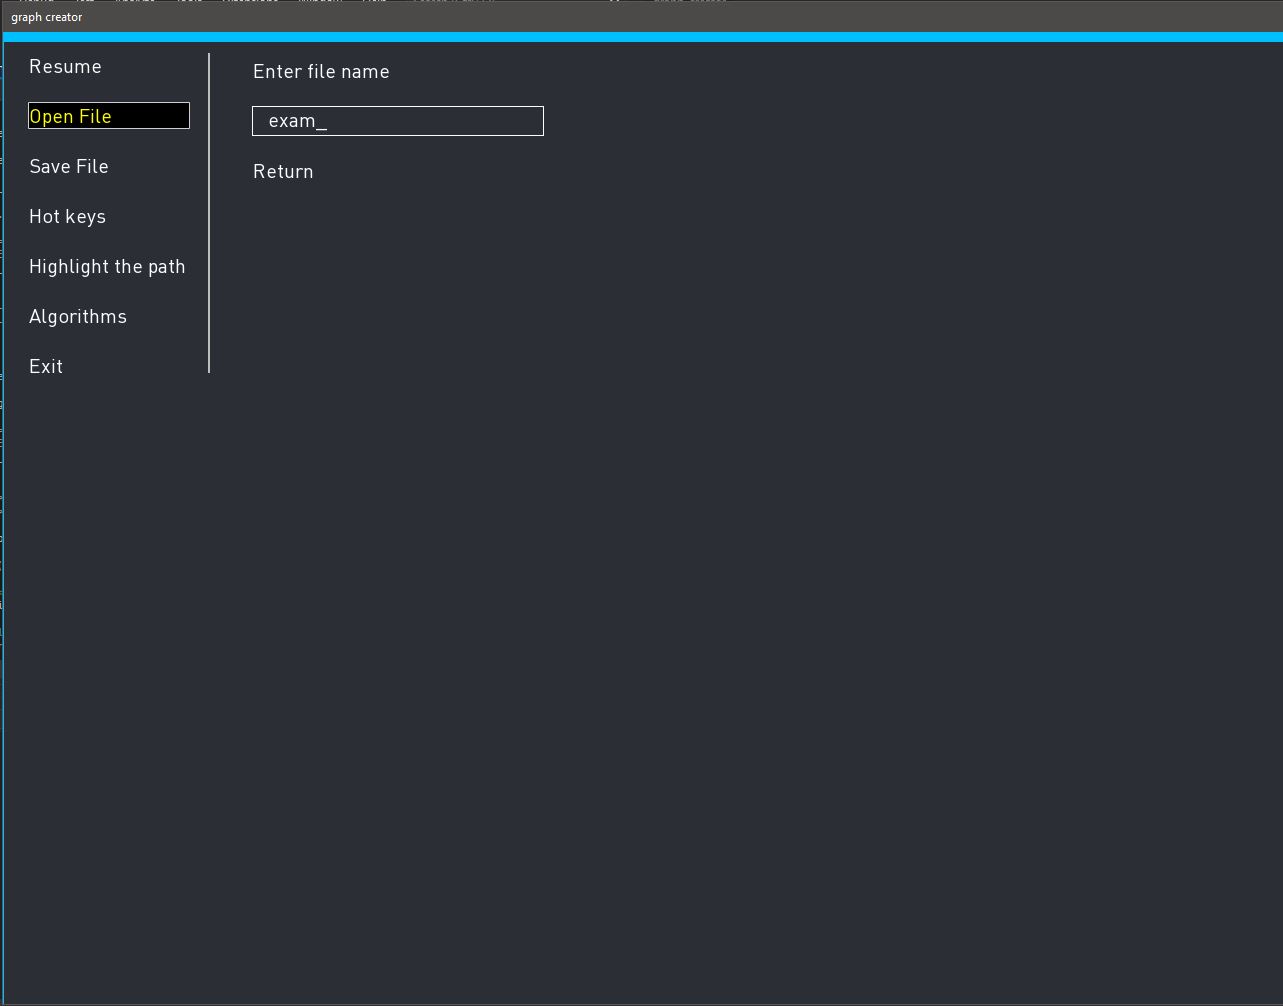 graph creator
Resume
Open File
Save File
Hot keys
Highlight the path
Algorithms
Exit
Enter file name
exam_
Return